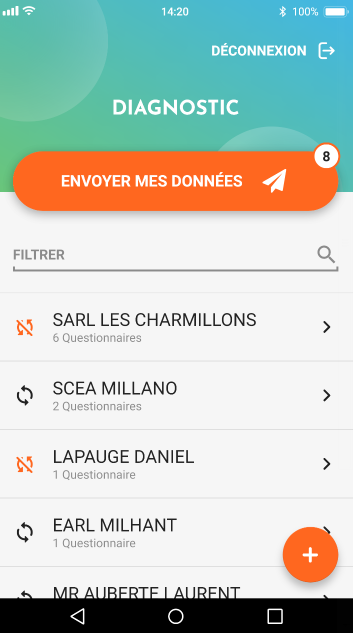 14:20
100%
DÉCONNEXION
DIAGNOSTIC
8
ENVOYER MES DONNÉES
FILTRER
SARL LES CHARMILLONS
6 Questionnaires
SCEA MILLANO
2 Questionnaires
LAPAUGE DANIEL
1 Questionnaire
EARL MILHANT
1 Questionnaire
MR AUBERTE LAURENT